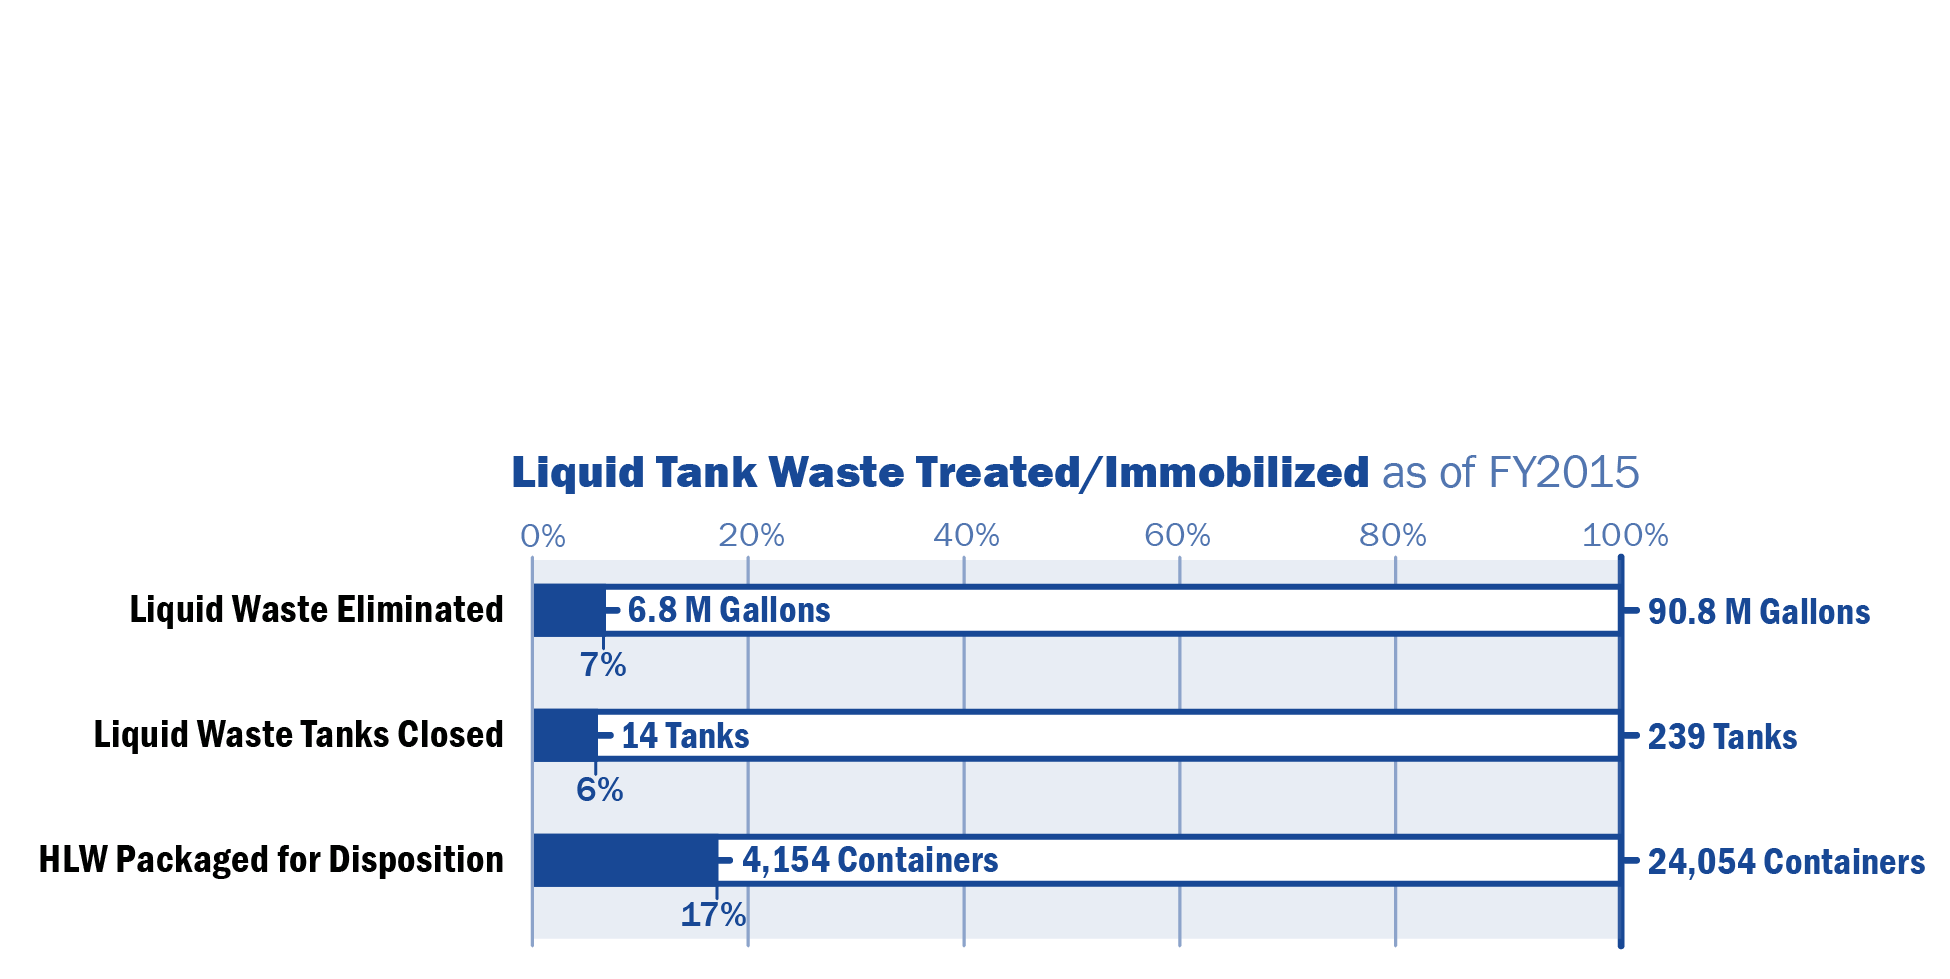 Liquid Tank Waste Treated/Immobilized as of FY2015
0% 20% 40% 60% 80% 100%
Liquid Waste Eliminated 6.8 M Gallons 90.8 M Gallons
7%
Liquid Waste Tanks Closed 14 Tanks 239 Tanks
6%
HLW Packaged for Disposition 4,154 Containers 24,054 Containers
17%